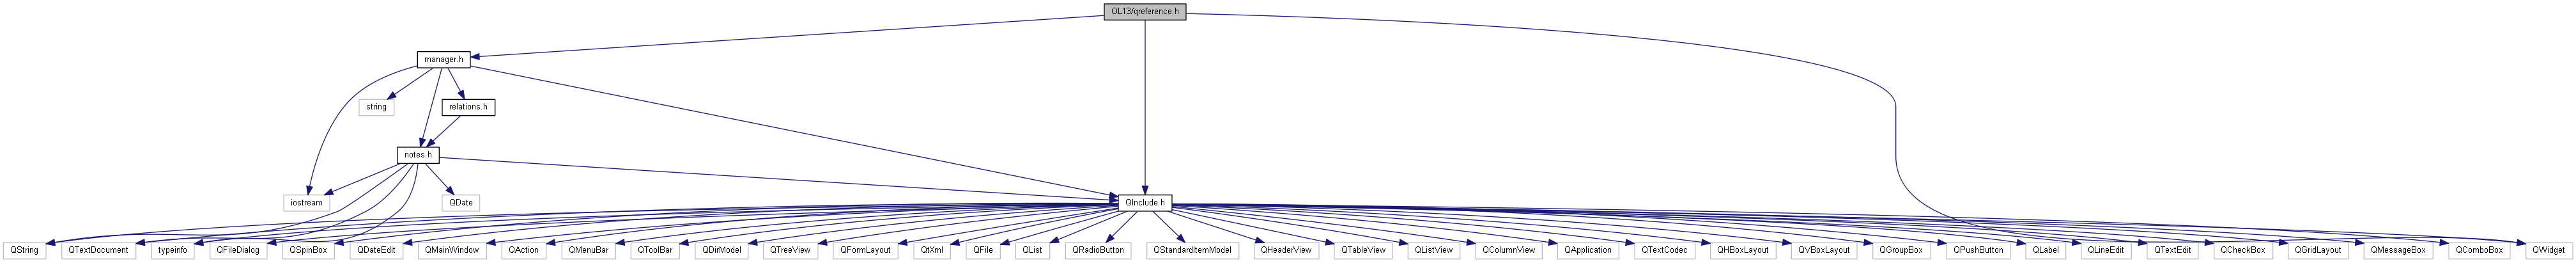 OL13/qreference.h
manager.h
string
relations.h
notes.h
iostream
QDate
QInclude.h
QString
QTextDocument
typeinfo
QFileDialog
QSpinBox
QDateEdit
QMainWindow
QAction
QMenuBar
QToolBar
QDirModel
QTreeView
QFormLayout
QtXml
QFile
QList
QRadioButton
QStandardItemModel
QHeaderView
QTableView
QListView
QColumnView
QApplication
QTextCodec
QHBoxLayout
QVBoxLayout
QGroupBox
QPushButton
QLabel
QLineEdit
QTextEdit
QCheckBox
QGridLayout
QMessageBox
QComboBox
QWidget